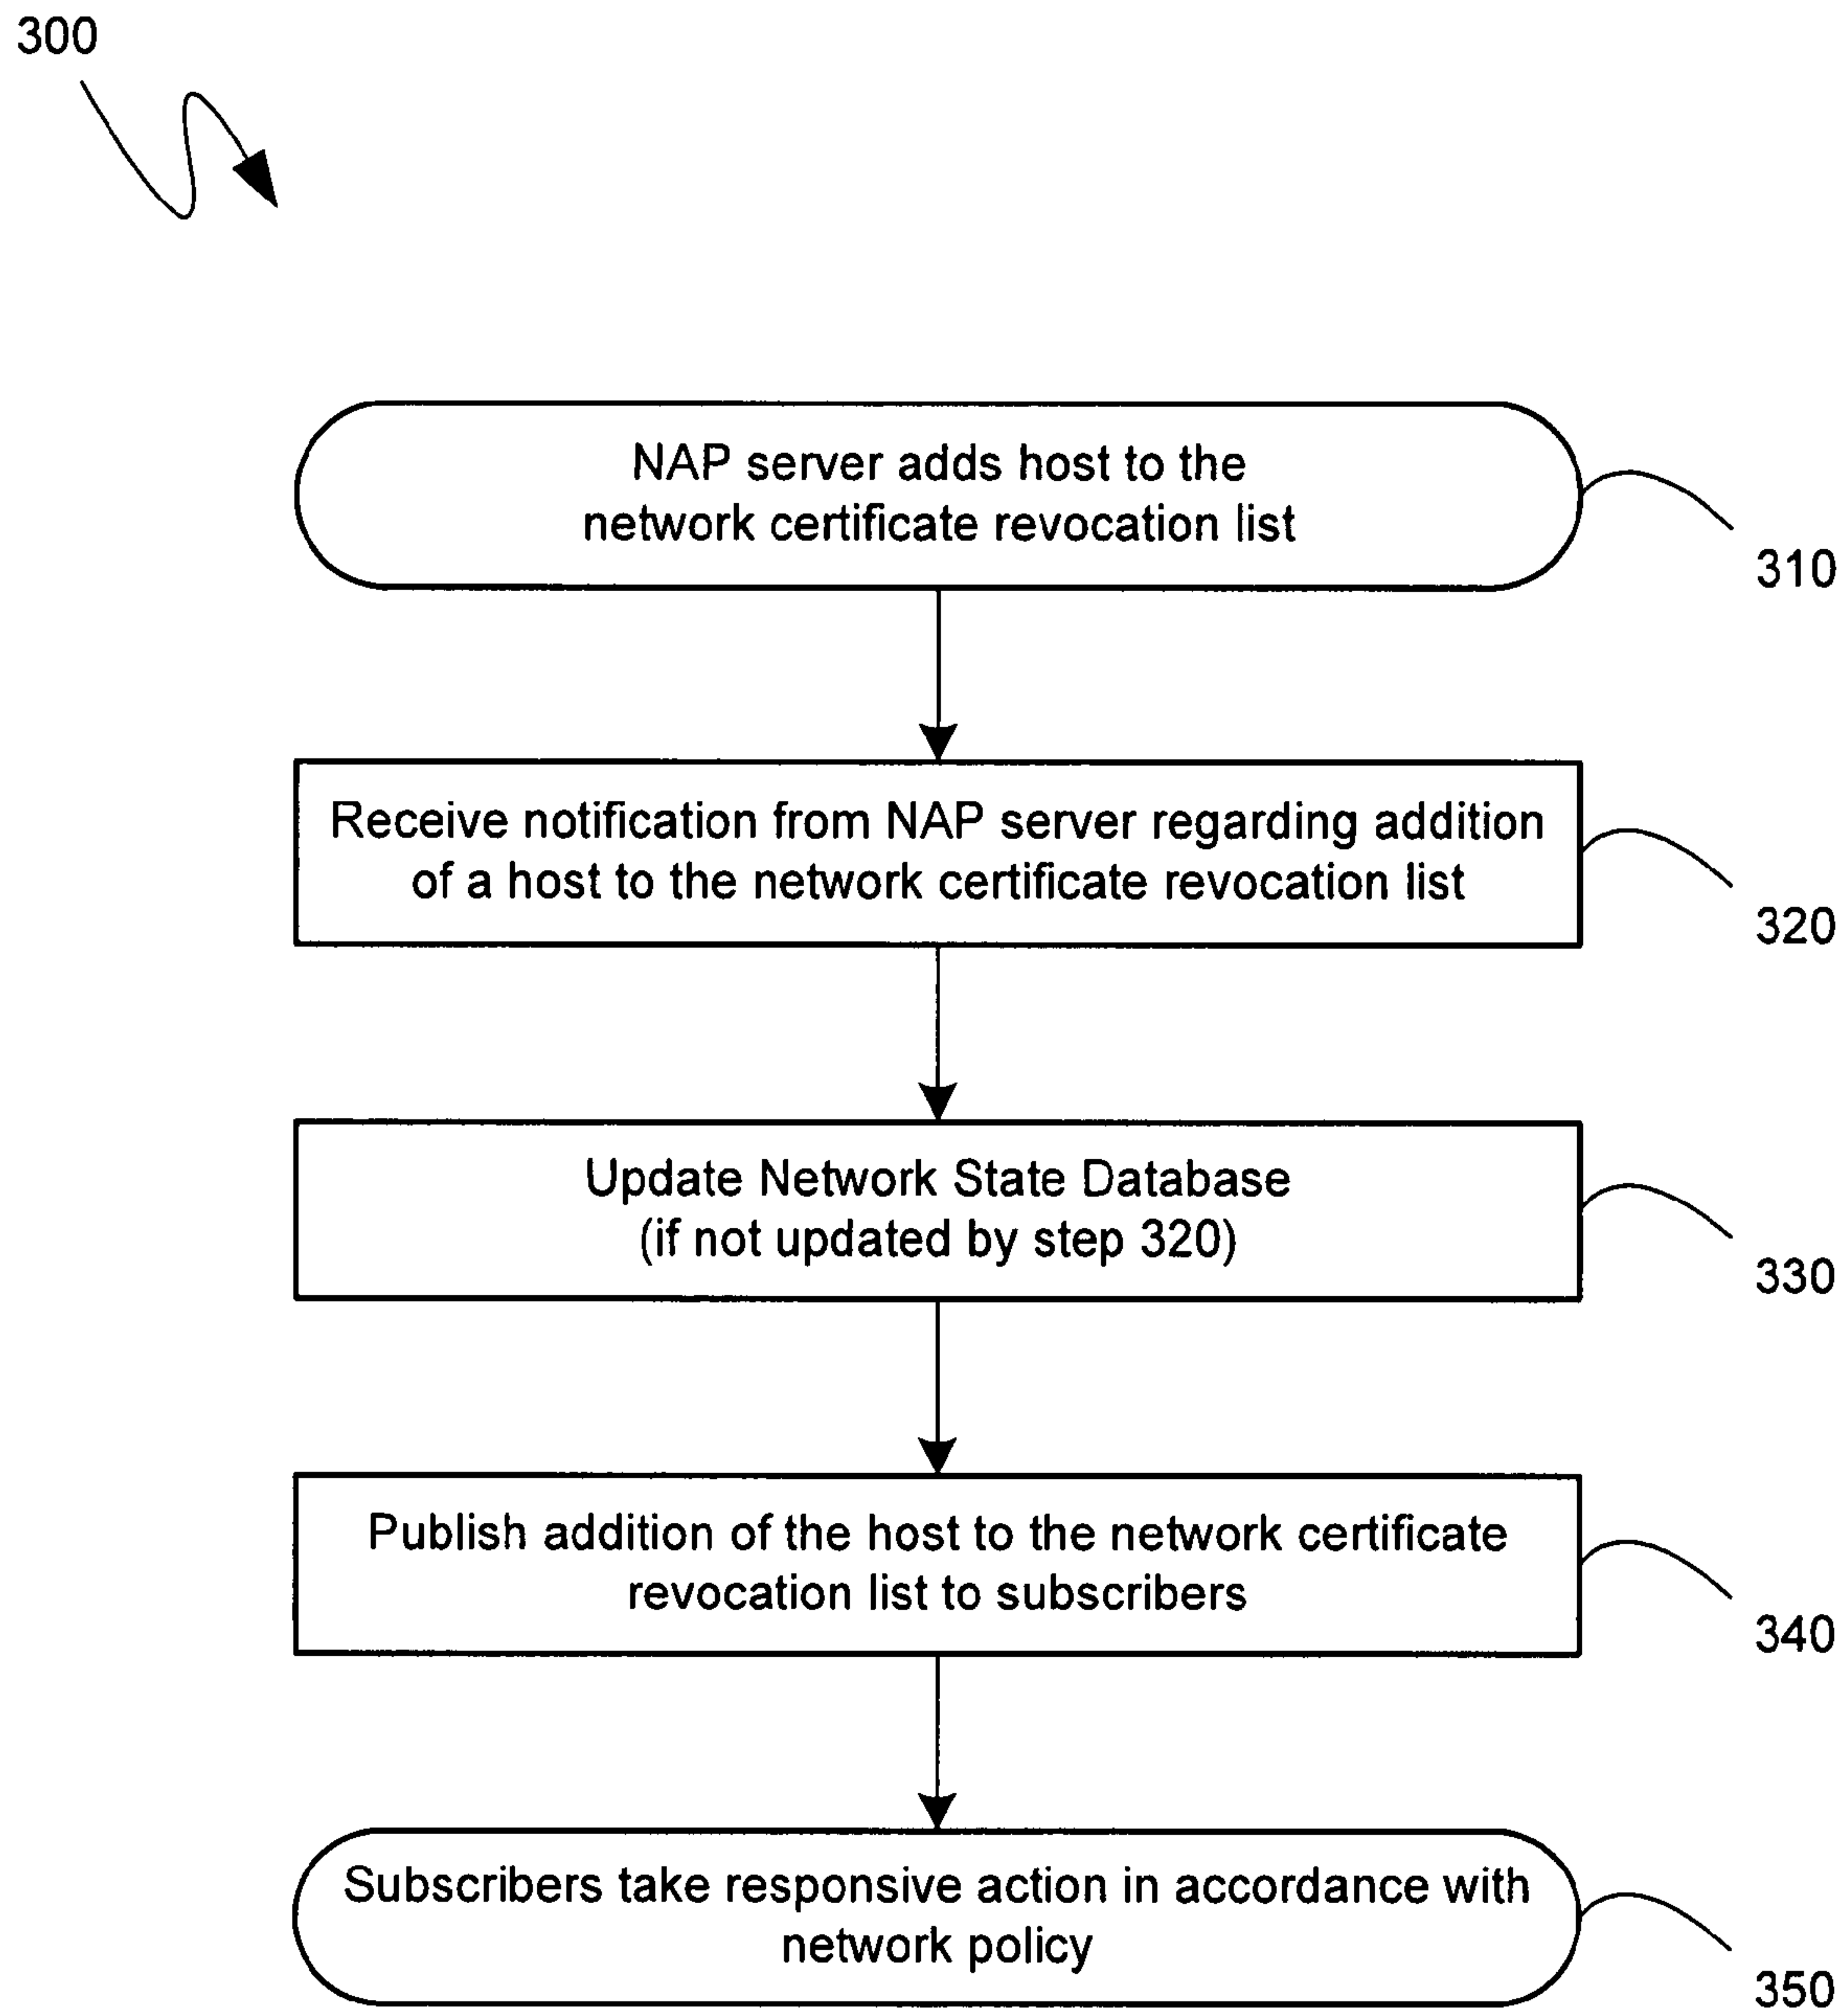 300
NAP server adds host to the
network certificate revocation list
310
Receive notification from NAP server regarding addition
of a host to the network certificate revocation list
320
Update Network State Database
(if not updated by step 320)
330
Publish addition of the host to the network certificate
revocation list to subscribers
340
Subscribers take responsive action in accordance with
network policy
350